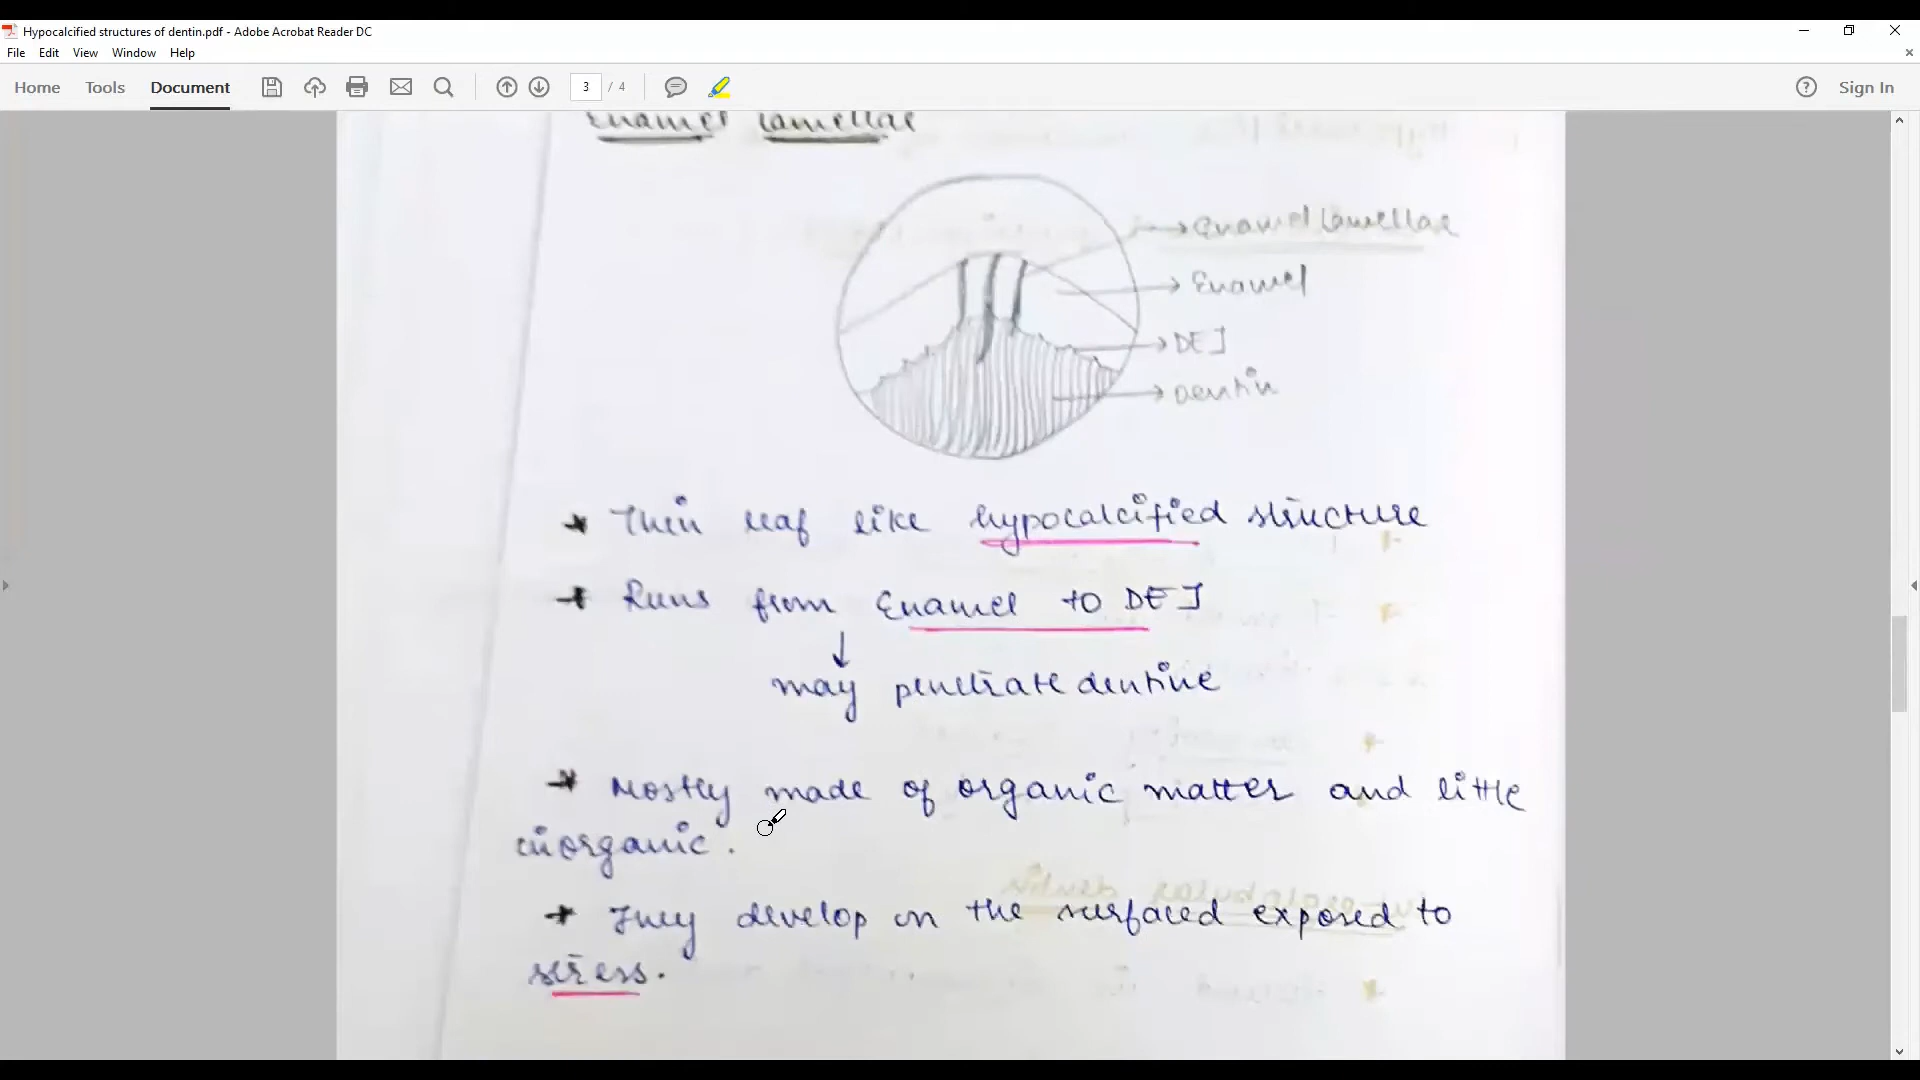 Hypocalcified structures of dentin.pdf - Adobe Acrobat Reader DC
File Edit View Window Help
Home Tools Document 3 / 4 Sign In
Enamel lamellae
Enamel lamellae
Enamel
DEJ
Dentin
Thin leaf like hypocalcified structure
Runs from Enamel to DEJ
↓
may penetrate dentine
Mostly made of organic matter and little
inorganic.
They develop in the surfaced exposed to
stress.